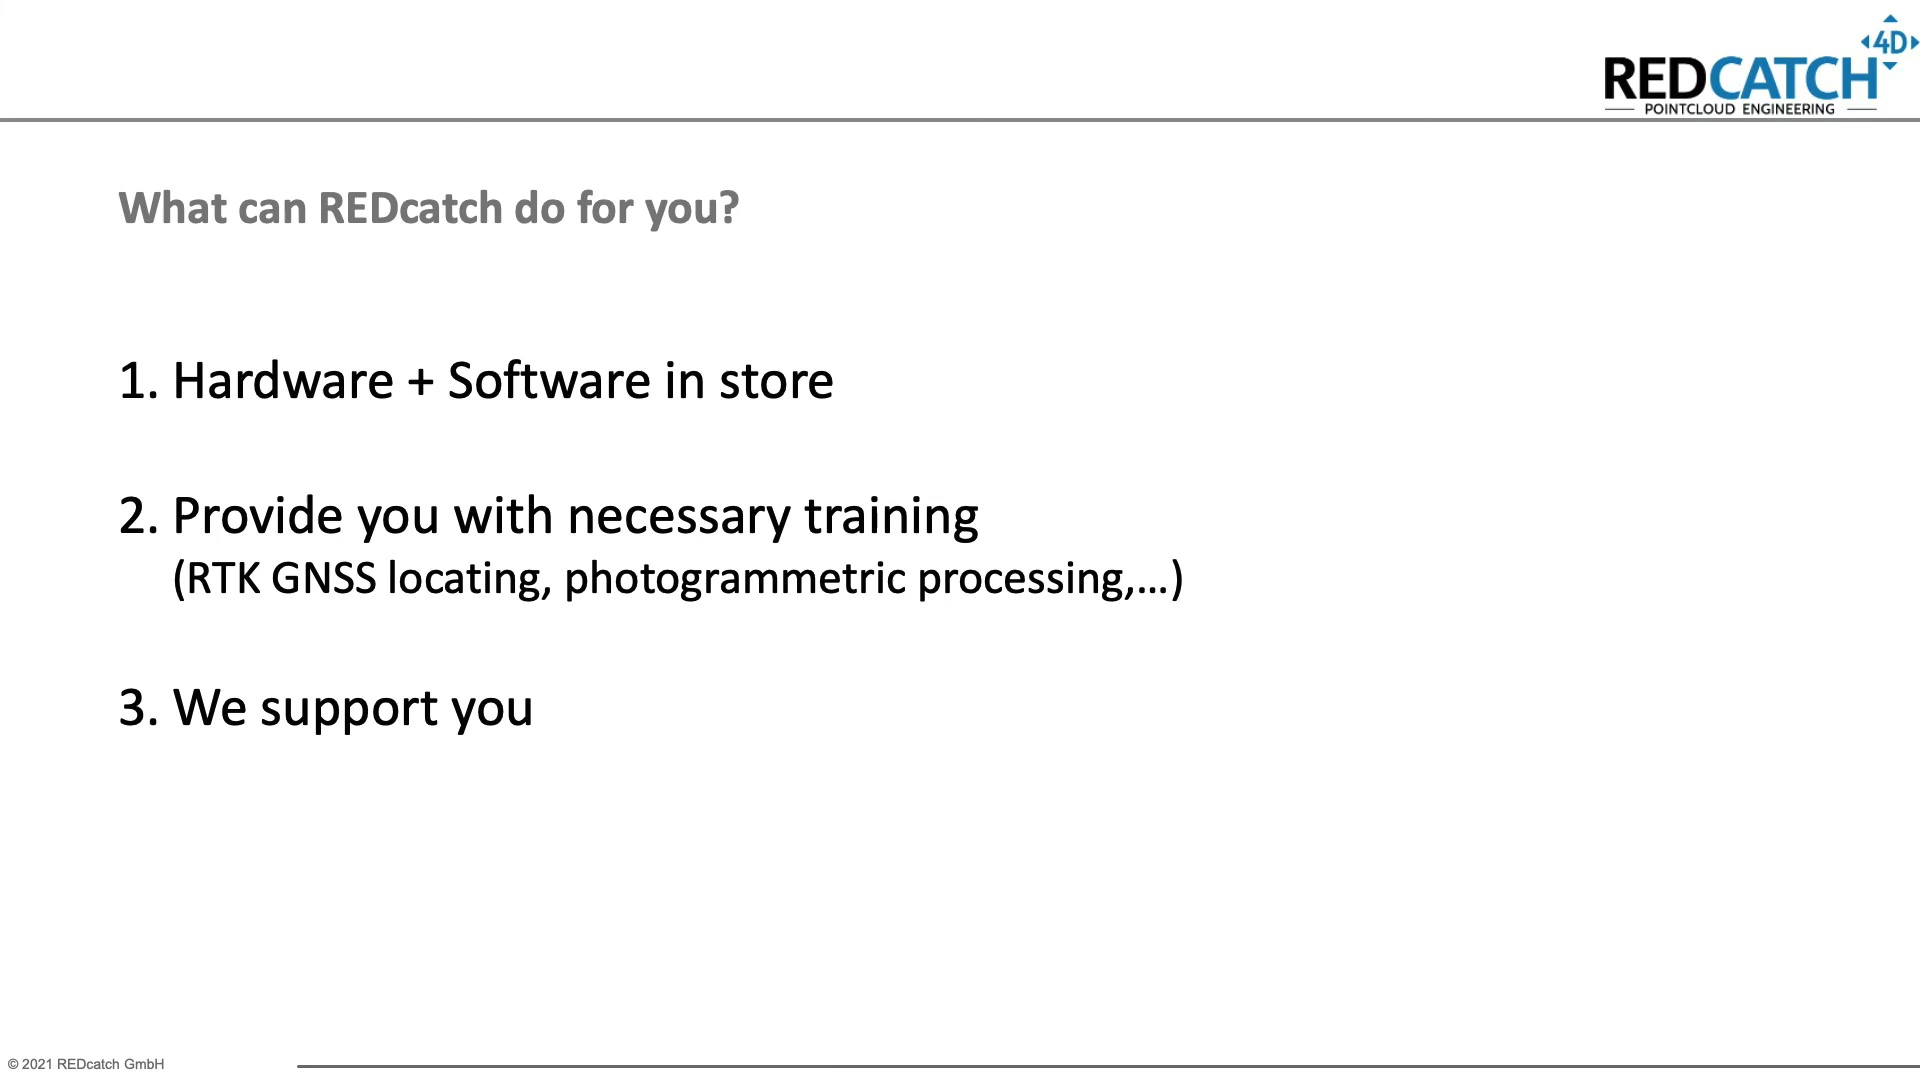 4D
REDCATCH
POINTCLOUD ENGINEERING
What can REDcatch do for you?
1. Hardware + Software in store
2. Provide you with necessary training
(RTK GNSS locating, photogrammetric processing,...)
3. We support you
© 2021 REDcatch GmbH